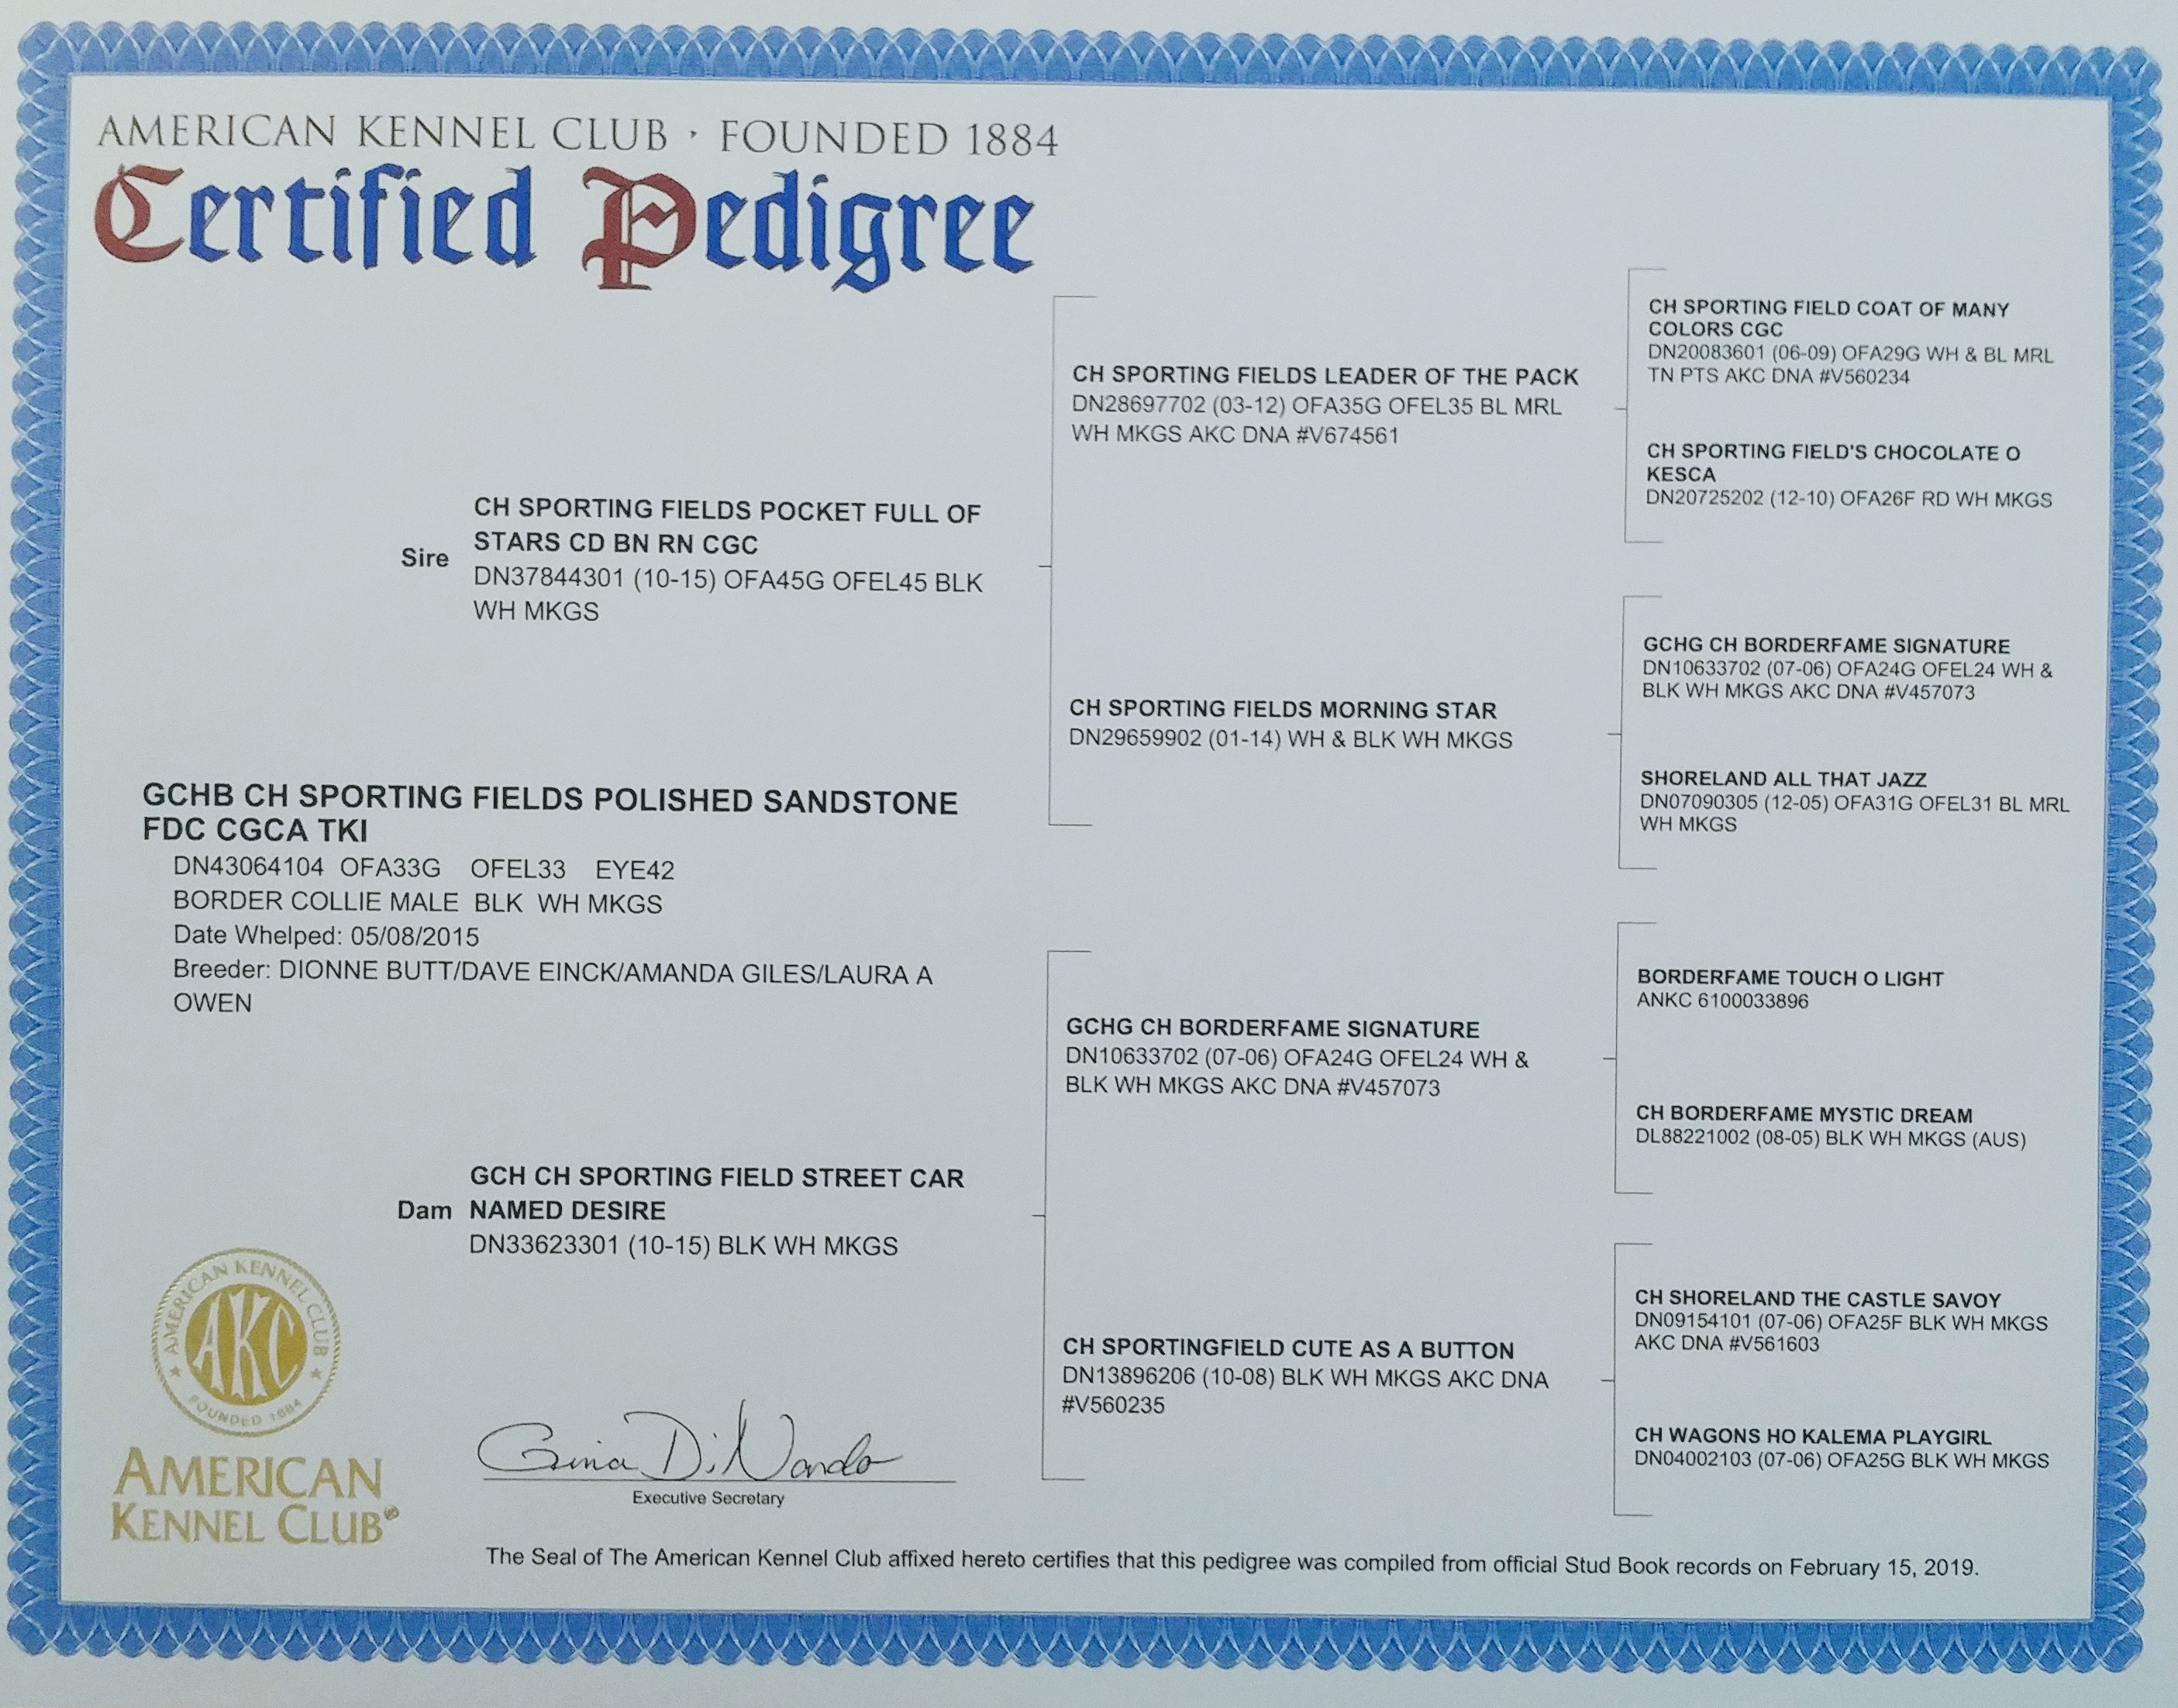 AMERICAN KENNEL CLUB · FOUNDED 1884
Certified Pedigree
CH SPORTING FIELD COAT OF MANY
COLORS CGC
DN20083601 (06-09) OFA29G WH & BL MRL
TN PTS AKC DNA #V560234
CH SPORTING FIELDS LEADER OF THE PACK
DN28697702 (03-12) OFA35G OFEL35 BL MRL
WH MKGS AKC DNA #V674561
CH SPORTING FIELD'S CHOCOLATE O
KESCA
DN20725202 (12-10) OFA26F RD WH MKGS
Sire
CH SPORTING FIELDS POCKET FULL OF
STARS CD BN RN CGC
DN37844301 (10-15) OFA45G OFEL45 BLK
WH MKGS
GCHG CH BORDERFAME SIGNATURE
DN10633702 (07-06) OFA24G OFEL24 WH &
BLK WH MKGS AKC DNA #V457073
CH SPORTING FIELDS MORNING STAR
DN29659902 (01-14) WH & BLK WH MKGS
SHORELAND ALL THAT JAZZ
DN07090305 (12-05) OFA31G OFEL31 BL MRL
WH MKGS
GCHB CH SPORTING FIELDS POLISHED SANDSTONE
FDC CGCA TKI
DN43064104 OFA33G OFEL33 EYE42
BORDER COLLIE MALE BLK WH MKGS
Date Whelped: 05/08/2015
Breeder: DIONNE BUTT/DAVE EINCK/AMANDA GILES/LAURA A
OWEN
BORDERFAME TOUCH O LIGHT
ANKC 6100033896
GCHG CH BORDERFAME SIGNATURE
DN10633702 (07-06) OFA24G OFEL24 WH &
BLK WH MKGS AKC DNA #V457073
CH BORDERFAME MYSTIC DREAM
DL88221002 (08-05) BLK WH MKGS (AUS)
Dam
GCH CH SPORTING FIELD STREET CAR
NAMED DESIRE
DN33623301 (10-15) BLK WH MKGS
CH SHORELAND THE CASTLE SAVOY
DN09154101 (07-06) OFA25F BLK WH MKGS
AKC DNA #V561603
CH SPORTINGFIELD CUTE AS A BUTTON
DN13896206 (10-08) BLK WH MKGS AKC DNA
#V560235
CH WAGONS HO KALEMA PLAYGIRL
DN04002103 (07-06) OFA25G BLK WH MKGS
AMERICAN KENNEL CLUB
AKC
FOUNDED 1884
AMERICAN
KENNEL CLUB®
Gina DiNardo
Executive Secretary
The Seal of The American Kennel Club affixed hereto certifies that this pedigree was compiled from official Stud Book records on February 15, 2019.